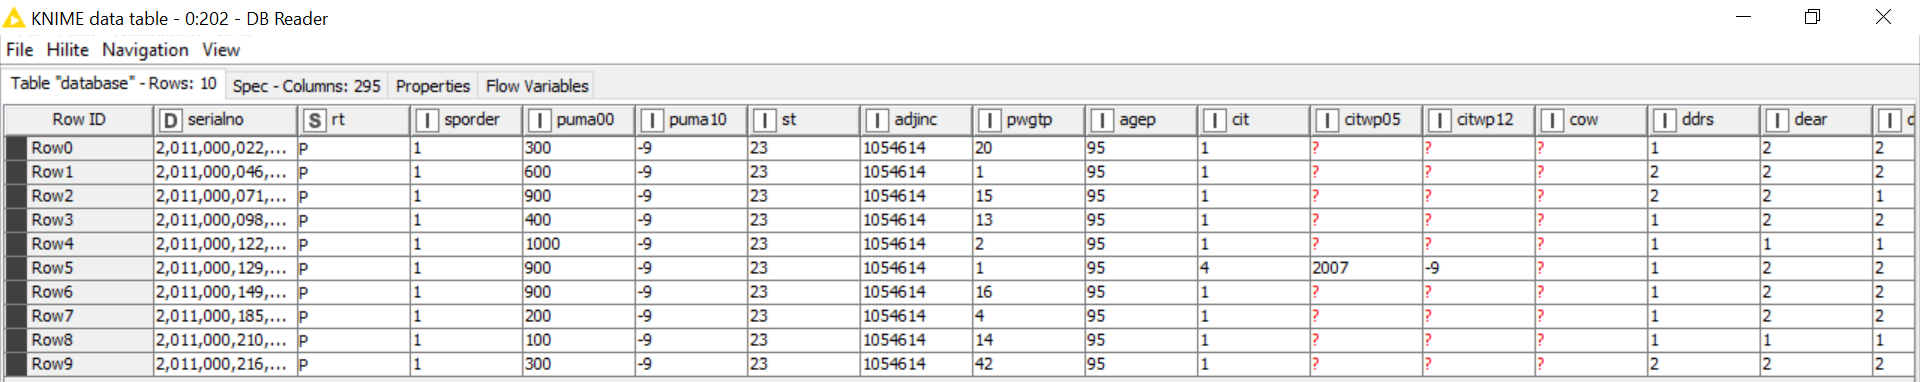 KNIME data table - 0:202 - DB Reader
File Hilite Navigation View
Table "database" - Rows: 10 Spec - Columns: 295 Properties Flow Variables
Row ID D serialno S rt I sporder I puma00 I puma10 I st I adjinc I pwgtp I agep I cit I citwp05 I citwp12 I cow I ddrs I dear I d
Row0 2,011,000,022,... P 1 300 -9 23 1054614 20 95 1 ? ? ? 1 2 2
Row1 2,011,000,046,... P 1 600 -9 23 1054614 1 95 1 ? ? ? 2 2 2
Row2 2,011,000,071,... P 1 900 -9 23 1054614 15 95 1 ? ? ? 2 2 1
Row3 2,011,000,098,... P 1 400 -9 23 1054614 13 95 1 ? ? ? 1 2 2
Row4 2,011,000,122,... P 1 1000 -9 23 1054614 2 95 1 ? ? ? 1 1 1
Row5 2,011,000,129,... P 1 900 -9 23 1054614 1 95 4 2007 -9 ? 1 2 2
Row6 2,011,000,149,... P 1 900 -9 23 1054614 16 95 1 ? ? ? 1 2 2
Row7 2,011,000,185,... P 1 200 -9 23 1054614 4 95 1 ? ? ? 1 2 2
Row8 2,011,000,210,... P 1 100 -9 23 1054614 14 95 1 ? ? ? 1 1 1
Row9 2,011,000,216,... P 1 300 -9 23 1054614 42 95 1 ? ? ? 2 2 2